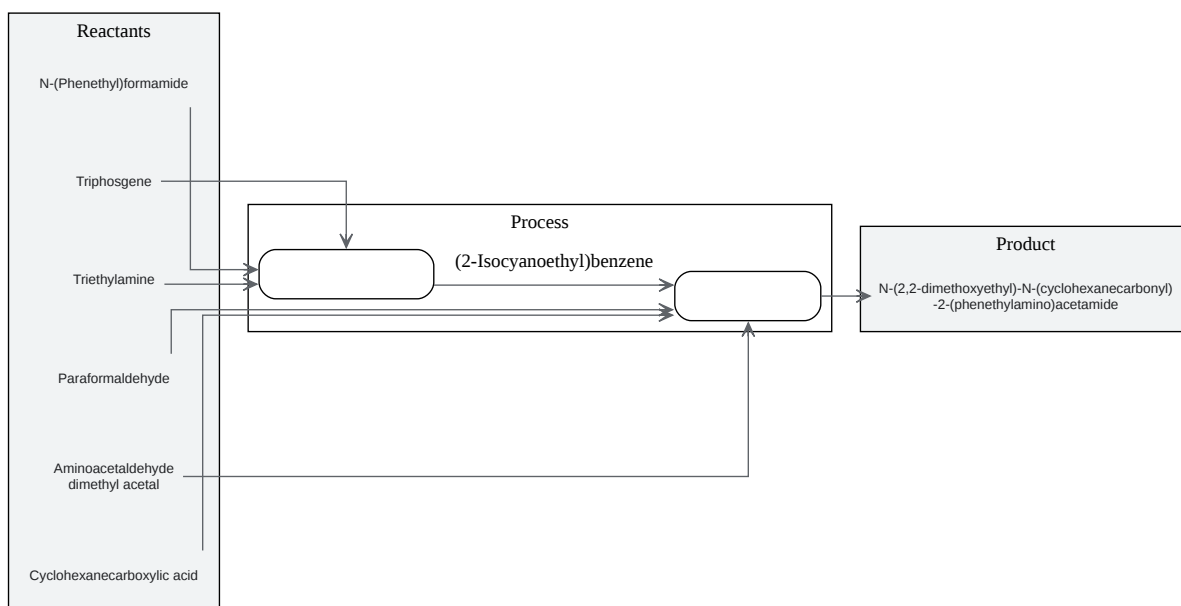 Reactants
N-(Phenethyl)formamide
Triphosgene
Triethylamine
Paraformaldehyde
Aminoacetaldehyde
dimethyl acetal
Cyclohexanecarboxylic acid
Process
(2-Isocyanoethyl)benzene
Product
N-(2,2-dimethoxyethyl)-N-(cyclohexanecarbonyl)
-2-(phenethylamino)acetamide